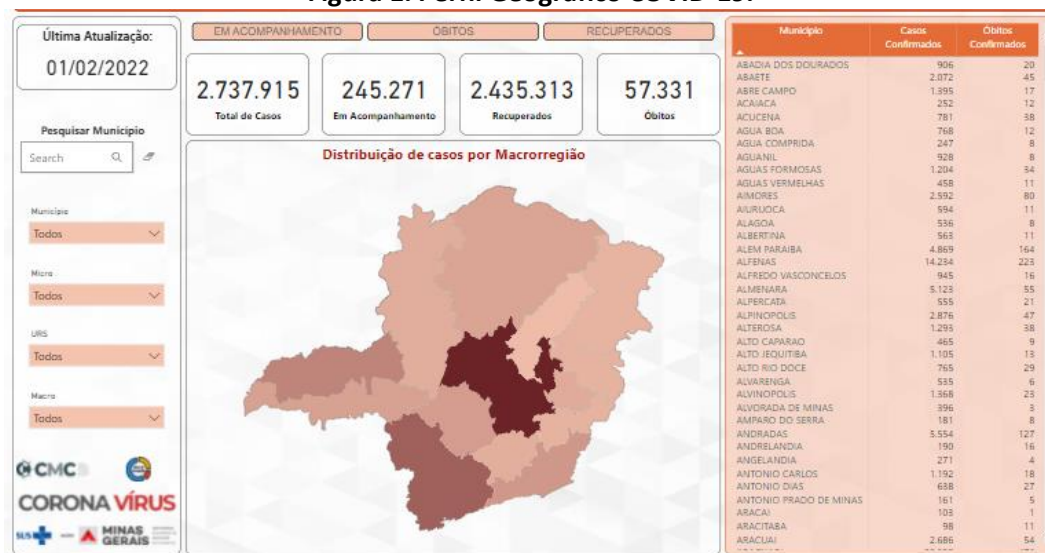 Figura 2. Perfil Geográfico COVID-19.
Última Atualização:
01/02/2022
Pesquisar Município
Search
Município
Todos
Micro
Todos
URS
Todos
Macro
Todos
CMC
CORONA VÍRUS
SUS
MINAS GERAIS
EM ACOMPANHAMENTO
ÓBITOS
RECUPERADOS
2.737.915
Total de Casos
245.271
Em Acompanhamento
2.435.313
Recuperados
57.331
Óbitos
Distribuição de casos por Macrorregião
Município Casos Confirmados Óbitos Confirmados
ABADIA DOS DOURADOS 906 20
ABAETE 2.072 45
ABRE CAMPO 1.395 17
ACAIACA 252 12
ACUCENA 781 38
AGUA BOA 768 12
AGUA COMPRIDA 247 8
AGUANIL 928 8
AGUAS FORMOSAS 1.204 34
AGUAS VERMELHAS 458 11
AIMORES 2.592 80
AIURUOCA 594 11
ALAGOA 536 8
ALBERTINA 563 11
ALEM PARAIBA 4.869 164
ALFENAS 14.234 223
ALFREDO VASCONCELOS 945 16
ALMENARA 5.123 55
ALPERCATA 555 21
ALPINOPOLIS 2.876 47
ALTEROSA 1.293 38
ALTO CAPARAO 465 9
ALTO JEQUITIBA 1.105 13
ALTO RIO DOCE 765 29
ALVARENGA 535 6
ALVINOPOLIS 1.368 23
ALVORADA DE MINAS 396 3
AMPARO DO SERRA 181 8
ANDRADAS 5.554 127
ANDRELANDIA 190 16
ANGELANDIA 271 4
ANTONIO CARLOS 1.192 18
ANTONIO DIAS 638 27
ANTONIO PRADO DE MINAS 161 5
ARACAI 103 1
ARACITABA 98 11
ARACUAI 2.686 54